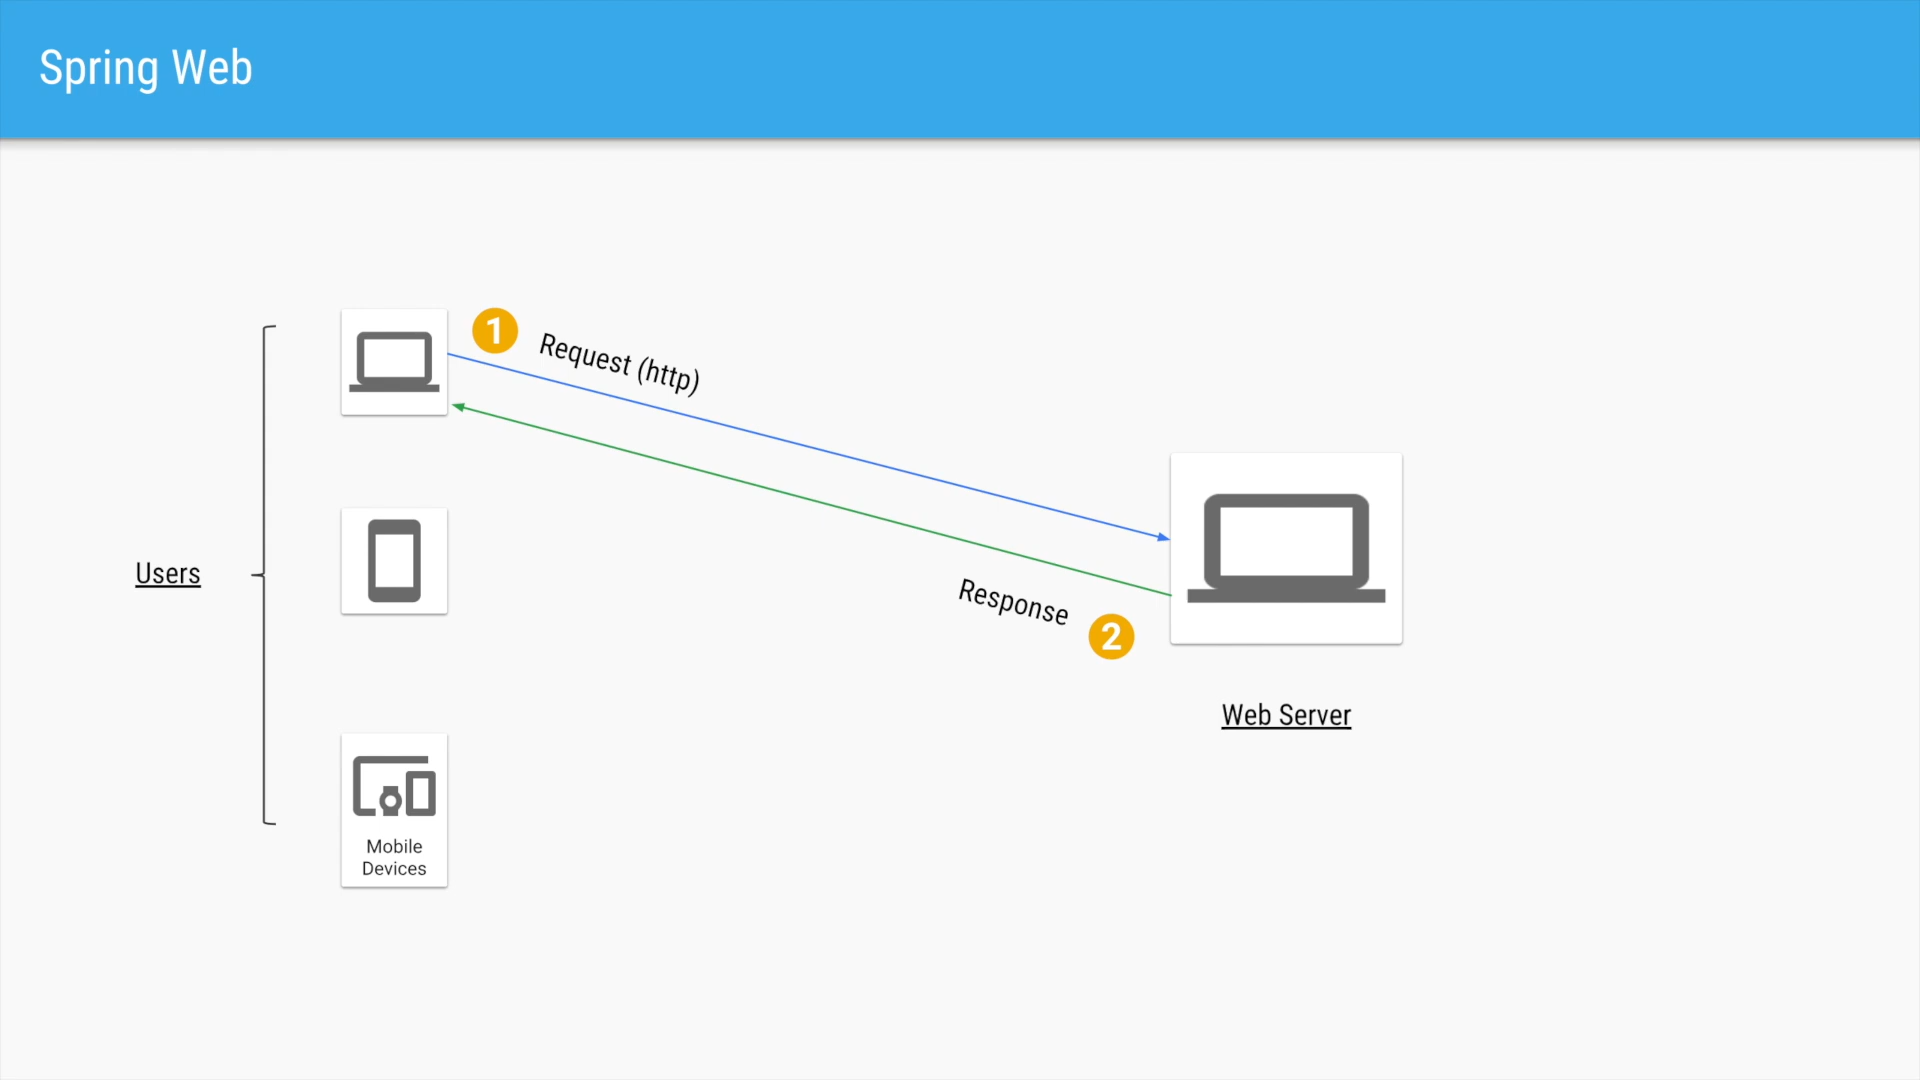 Spring Web
1
Request (http)
Users
Response
2
Web Server
Mobile
Devices